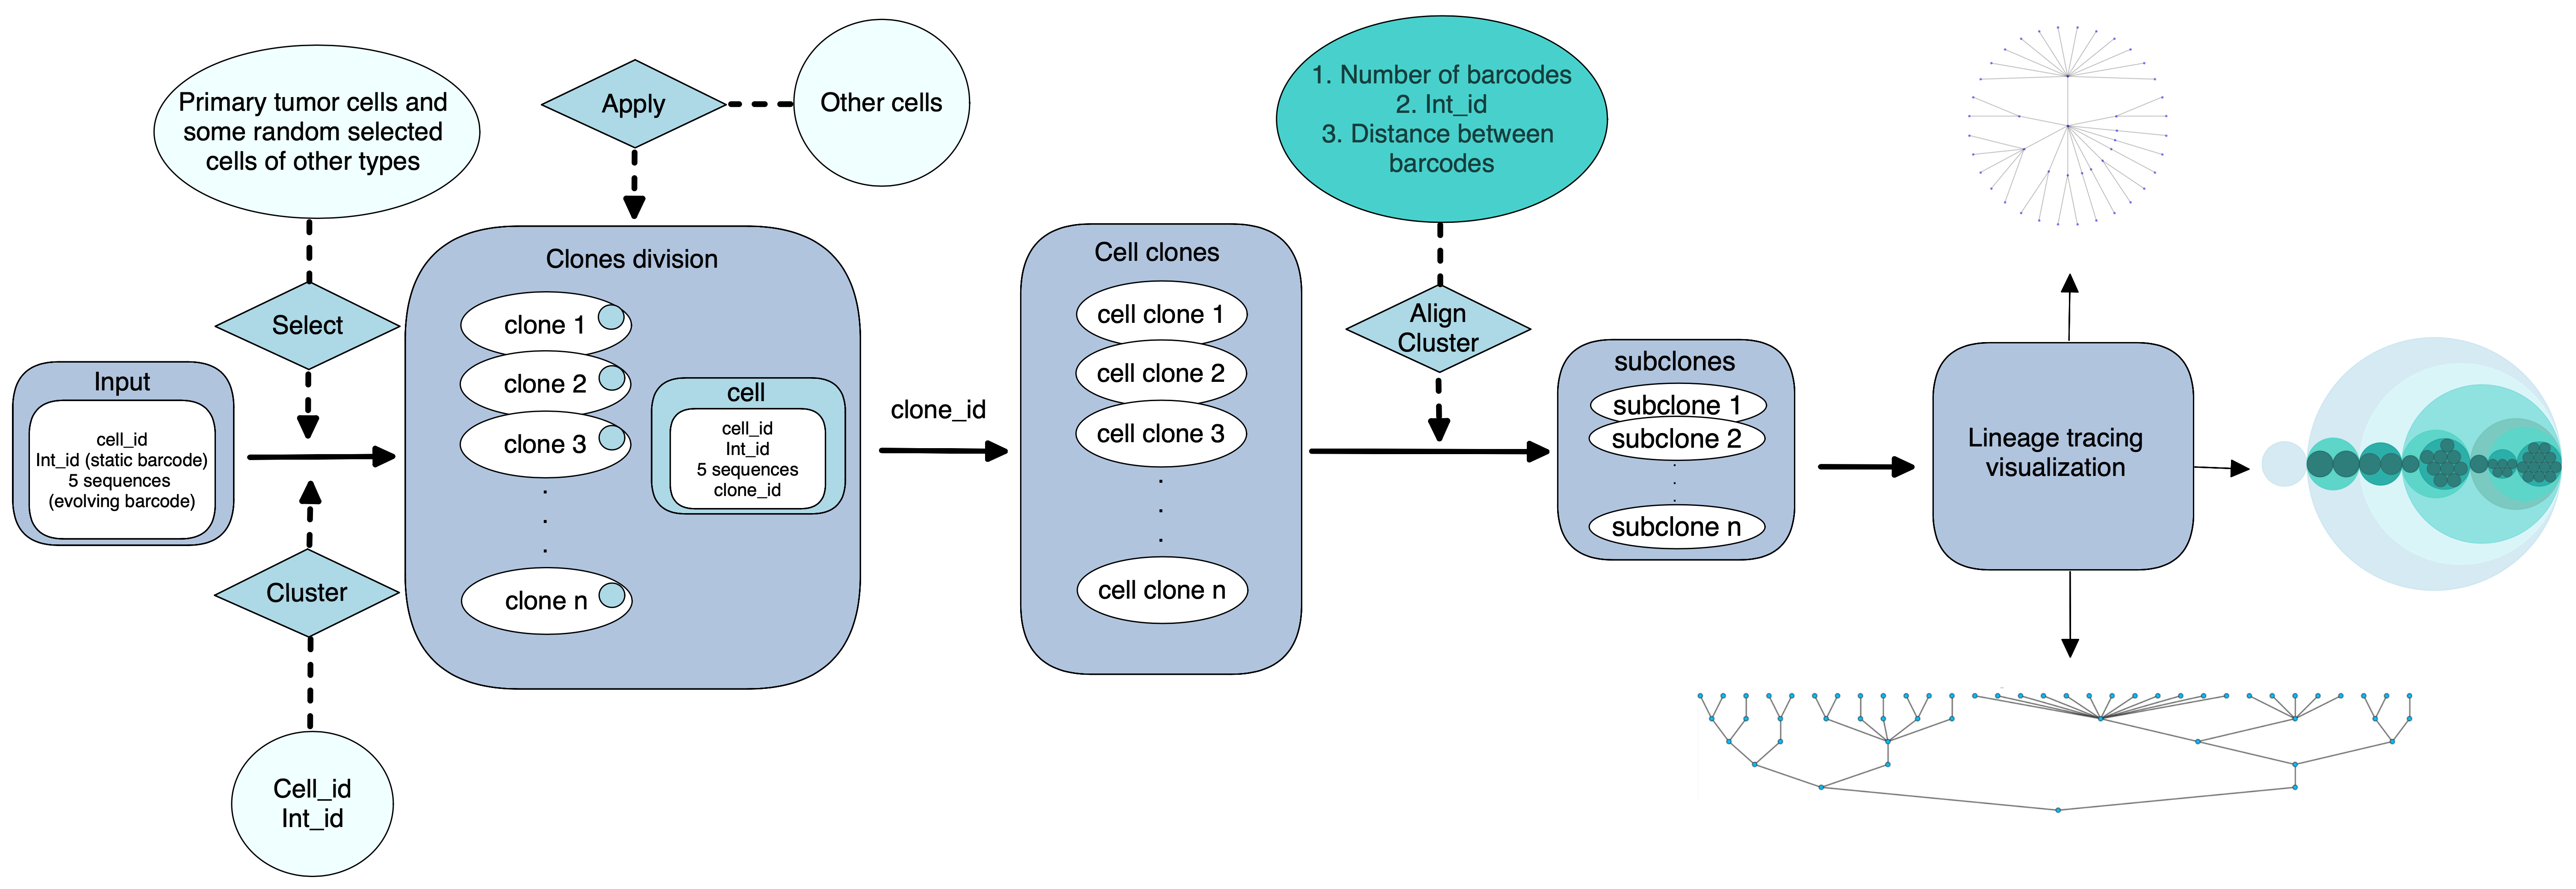 Primary tumor cells and
some random selected
cells of other types
Select
Input
cell_id
Int_id (static barcode)
5 sequences
(evolving barcode)
Cluster
Cell_id
Int_id
Apply
Other cells
Clones division
clone 1
clone 2
clone 3
.
.
.
clone n
cell
cell_id
Int_id
5 sequences
clone_id
clone_id
Cell clones
cell clone 1
cell clone 2
cell clone 3
.
.
.
cell clone n
1. Number of barcodes
2. Int_id
3. Distance between
barcodes
Align
Cluster
subclones
subclone 1
subclone 2
.
.
.
subclone n
Lineage tracing
visualization